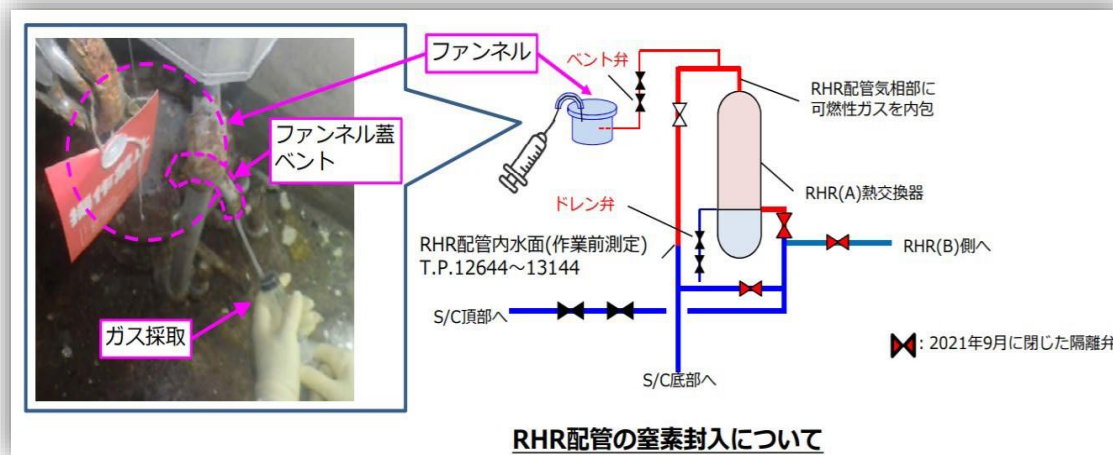 ファンネル
ファンネル蓋
ベント
ガス採取
ベント弁
RHR配管気相部に
可燃性ガスを内包
RHR(A)熱交換器
ドレン弁
RHR配管内水面(作業前測定)
T.P.12644～13144
RHR(B)側へ
S/C頂部へ
S/C底部へ
: 2021年9月に閉じた隔離弁
RHR配管の窒素封入について